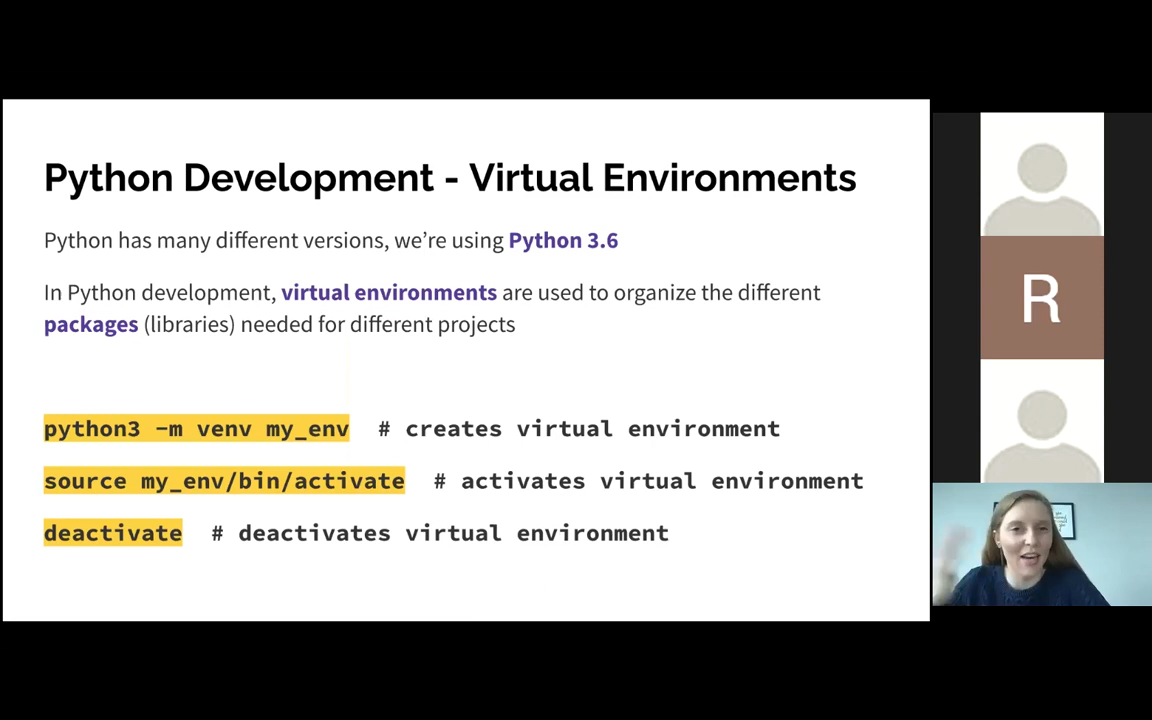 Python Development - Virtual Environments
Python has many different versions, we're using Python 3.6
In Python development, virtual environments are used to organize the different
packages (libraries) needed for different projects
python3 -m venv my_env # creates virtual environment
source my_env/bin/activate # activates virtual environment
deactivate # deactivates virtual environment
R